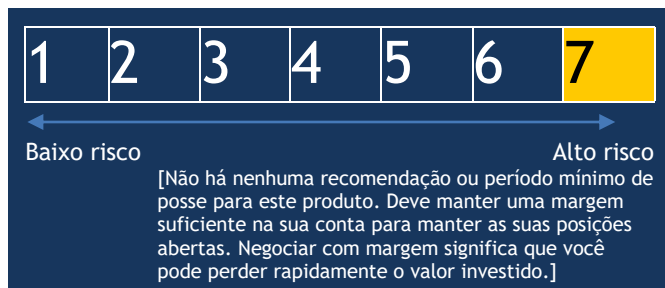 1 2 3 4 5 6 7
Baixo risco Alto risco
[Não há nenhuma recomendação ou período mínimo de
posse para este produto. Deve manter uma margem
suficiente na sua conta para manter as suas posições
abertas. Negociar com margem significa que você
pode perder rapidamente o valor investido.]